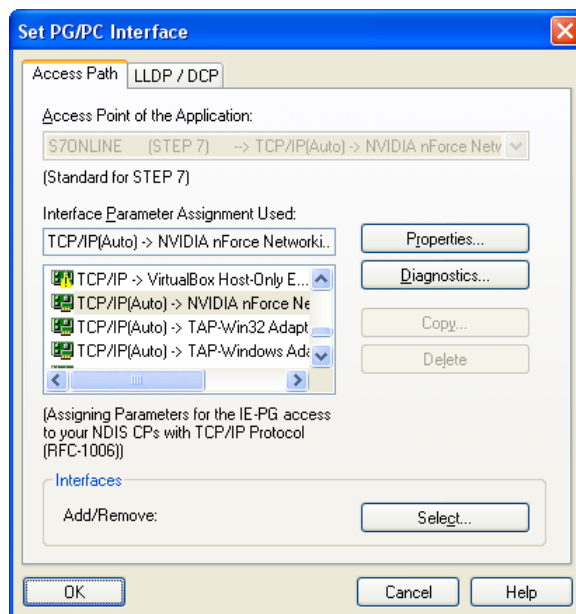 Set PG/PC Interface
Access Path
LLDP / DCP
Access Point of the Application:
S7ONLINE (STEP 7) --> TCP/IP(Auto) -> NVIDIA nForce Netw
(Standard for STEP 7)
Interface Parameter Assignment Used:
TCP/IP(Auto) -> NVIDIA nForce Networki..
Properties...
TCP/IP -> VirtualBox Host-Only E...
Diagnostics...
TCP/IP(Auto) -> NVIDIA nForce Ne
TCP/IP(Auto) -> TAP-Win32 Adapt
Copy...
TCP/IP(Auto) -> TAP-Windows Ada
Delete
(Assigning Parameters for the IE-PG access
to your NDIS CPs with TCP/IP Protocol
(RFC-1006))
Interfaces
Add/Remove:
Select...
OK
Cancel
Help